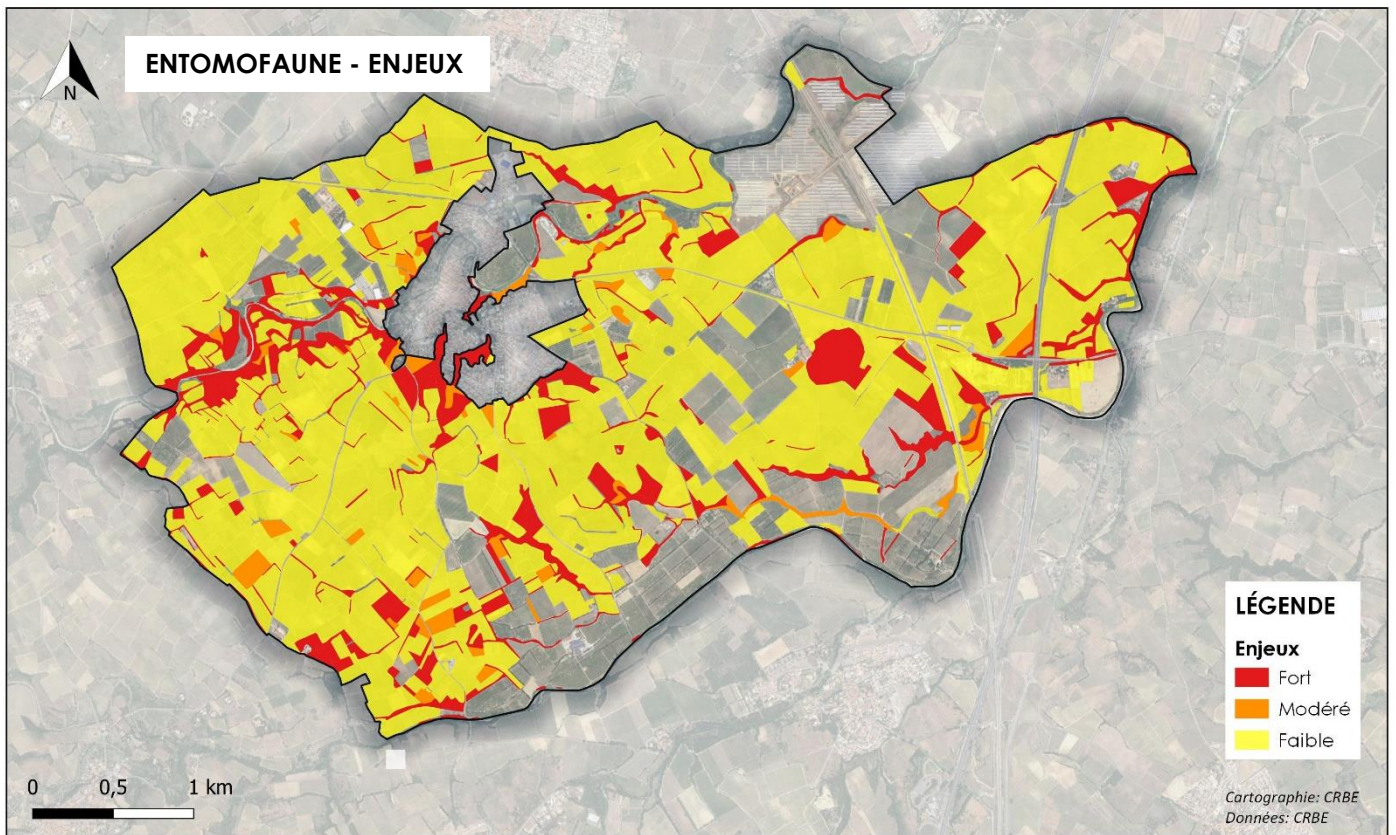 ENTOMOFAUNE - ENJEUX
N
LÉGENDE
Enjeux
Fort
Modéré
Faible
0 0,5 1 km
Cartographie: CRBE
Données: CRBE